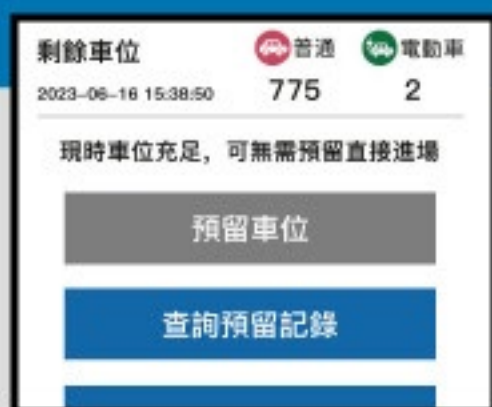 剩餘車位 普通 電動車
2023-06-16 15:38:50 775 2
現時車位充足，可無需預留直接進場
預留車位
查詢預留記錄